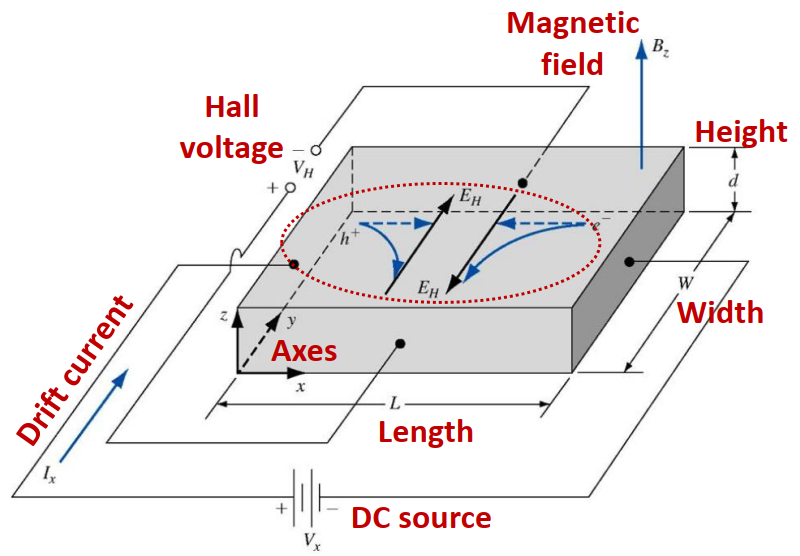 Magnetic
field
B_z
Hall
voltage
−
V_H
+
Height
d
E_H
h⁺
e⁻
E_H
W
Width
z
y
Axes
x
Drift current
L
Length
I_x
+
−
DC source
V_x